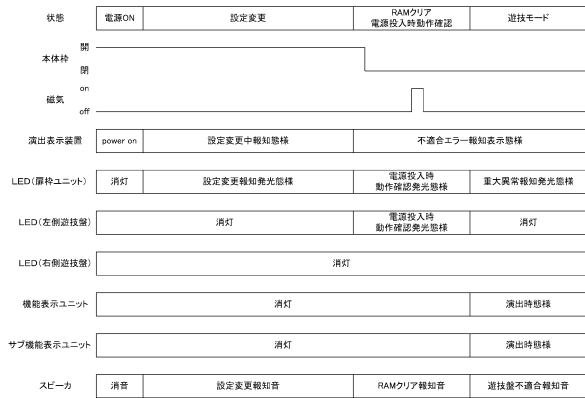 状態 電源ON 設定変更 RAMクリア 遊技モード
電源投入時動作確認
本体枠 開
閉
磁気 on
off
演出表示装置 power on 設定変更中報知態様 不適合エラー報知表示態様
LED(扉枠ユニット) 消灯 設定変更報知発光態様 電源投入時 重大異常報知発光態様
動作確認発光態様
LED(左側遊技盤) 消灯 電源投入時 消灯
動作確認発光態様
LED(右側遊技盤) 消灯
機能表示ユニット 消灯 演出時態様
サブ機能表示ユニット 消灯 演出時態様
スピーカ 消音 設定変更報知音 RAMクリア報知音 遊技盤不適合報知音